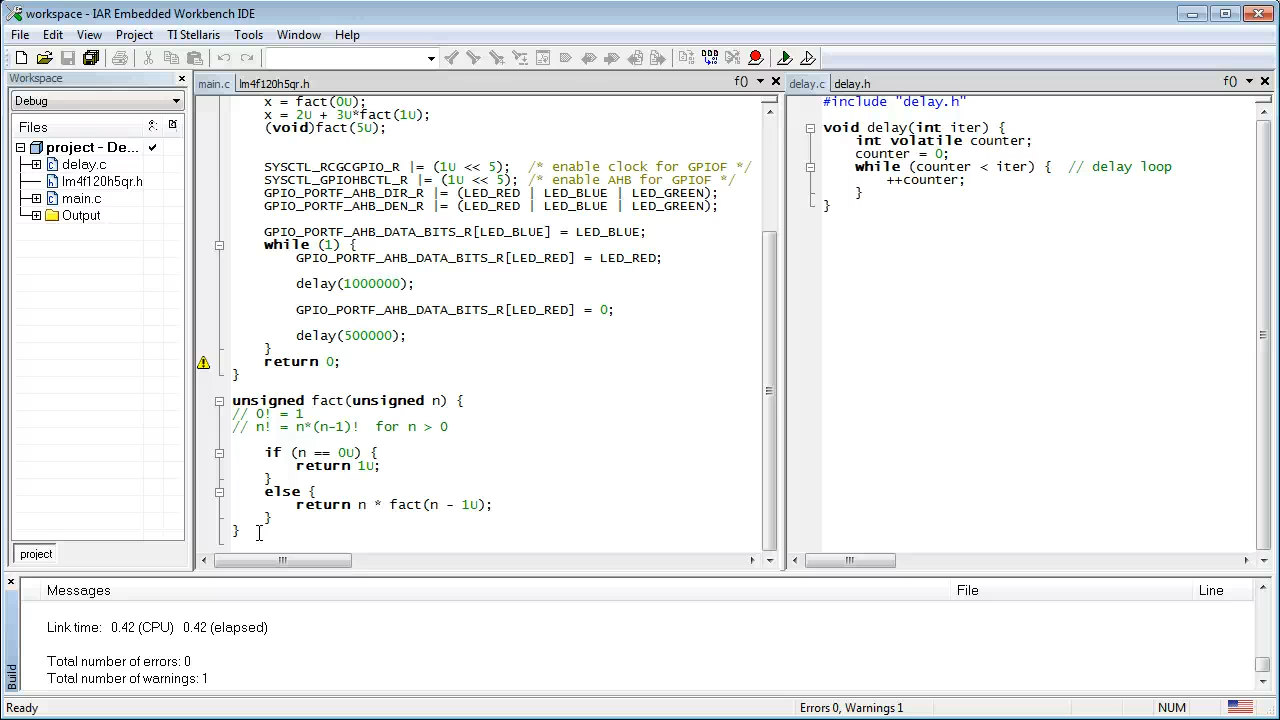 workspace - IAR Embedded Workbench IDE
File Edit View Project TI Stellaris Tools Window Help
Workspace
Debug
Files
project - De...
delay.c
lm4f120h5qr.h
main.c
Output
project
main.c lm4f120h5qr.h f()
x = fact(0U);
x = 2U + 3U*fact(1U);
(void)fact(5U);
SYSCTL_RCGCGPIO_R |= (1U << 5); /* enable clock for GPIOF */
SYSCTL_GPIOHBCTL_R |= (1U << 5); /* enable AHB for GPIOF */
GPIO_PORTF_AHB_DIR_R |= (LED_RED | LED_BLUE | LED_GREEN);
GPIO_PORTF_AHB_DEN_R |= (LED_RED | LED_BLUE | LED_GREEN);
GPIO_PORTF_AHB_DATA_BITS_R[LED_BLUE] = LED_BLUE;
while (1) {
GPIO_PORTF_AHB_DATA_BITS_R[LED_RED] = LED_RED;
delay(1000000);
GPIO_PORTF_AHB_DATA_BITS_R[LED_RED] = 0;
delay(500000);
}
return 0;
}
unsigned fact(unsigned n) {
// 0! = 1
// n! = n*(n-1)! for n > 0
if (n == 0U) {
return 1U;
}
else {
return n * fact(n - 1U);
}
}
delay.c delay.h f()
#include "delay.h"
void delay(int iter) {
int volatile counter;
counter = 0;
while (counter < iter) { // delay loop
++counter;
}
}
Messages File Line
Link time: 0.42 (CPU) 0.42 (elapsed)
Total number of errors: 0
Total number of warnings: 1
Build
Ready Errors 0, Warnings 1 NUM